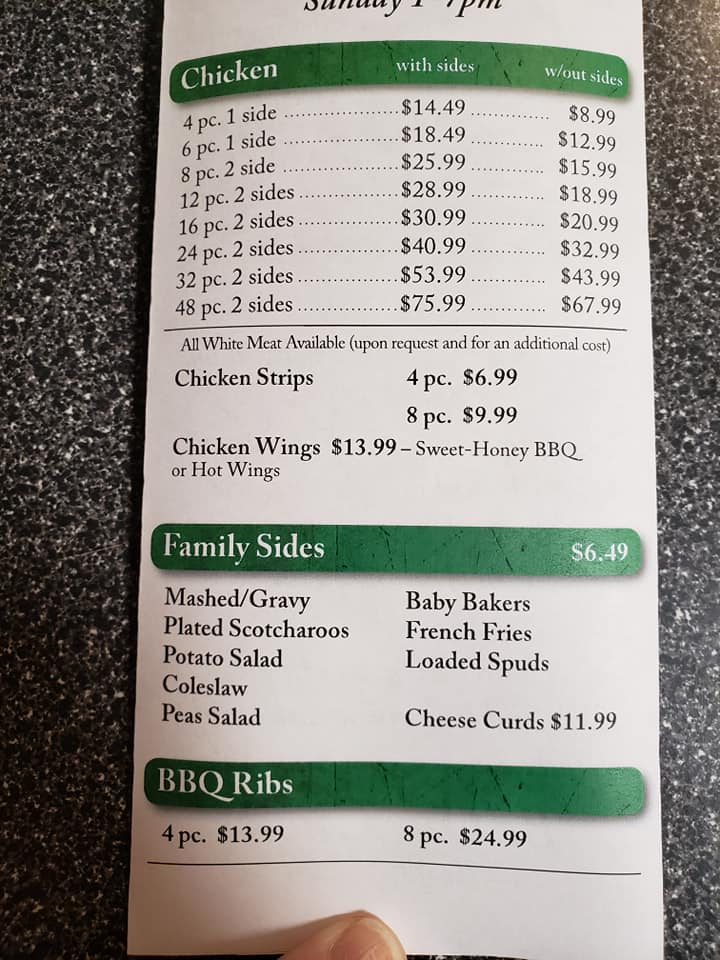 Sunday 1-7pm
Chicken with sides w/out sides
4 pc. 1 side ..................... $14.49 .............. $8.99
6 pc. 1 side ..................... $18.49 .............. $12.99
8 pc. 2 side ..................... $25.99 .............. $15.99
12 pc. 2 sides .................. $28.99 .............. $18.99
16 pc. 2 sides .................. $30.99 .............. $20.99
24 pc. 2 sides .................. $40.99 .............. $32.99
32 pc. 2 sides .................. $53.99 .............. $43.99
48 pc. 2 sides .................. $75.99 .............. $67.99
All White Meat Available (upon request and for an additional cost)
Chicken Strips 4 pc. $6.99
8 pc. $9.99
Chicken Wings $13.99 – Sweet-Honey BBQ
or Hot Wings
Family Sides $6.49
Mashed/Gravy Baby Bakers
Plated Scotcharoos French Fries
Potato Salad Loaded Spuds
Coleslaw
Peas Salad Cheese Curds $11.99
BBQ Ribs
4 pc. $13.99 8 pc. $24.99